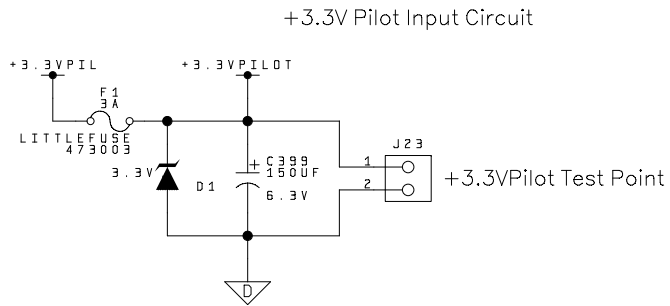 +3.3V Pilot Input Circuit
+3.3VPIL
+3.3VPILOT
F1
3A
LITTLEFUSE
473003
J23
C399
150UF
6.3V
3.3V
D1
1
2
+3.3VPilot Test Point
+
D